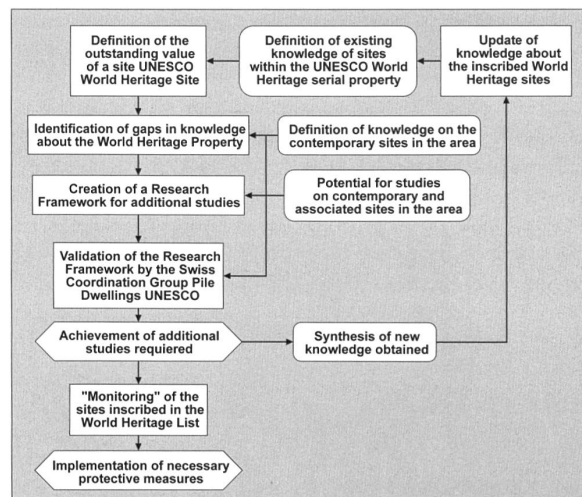 Definition of the
outstanding value
of a site UNESCO
World Heritage Site
Definition of existing
knowledge of sites
within the UNESCO World
Heritage serial property
Update of
knowledge about
the inscribed World
Heritage sites
Identification of gaps in knowledge
about the World Heritage Property
Definition of knowledge on the
contemporary sites in the area
Creation of a Research
Framework for additional studies
Potential for studies
on contemporary and
associated sites in the area
Validation of the Research
Framework by the Swiss
Coordination Group Pile
Dwellings UNESCO
Achievement of additional
studies requiered
Synthesis of new
knowledge obtained
"Monitoring" of the
sites inscribed in the
World Heritage List
Implementation of necessary
protective measures